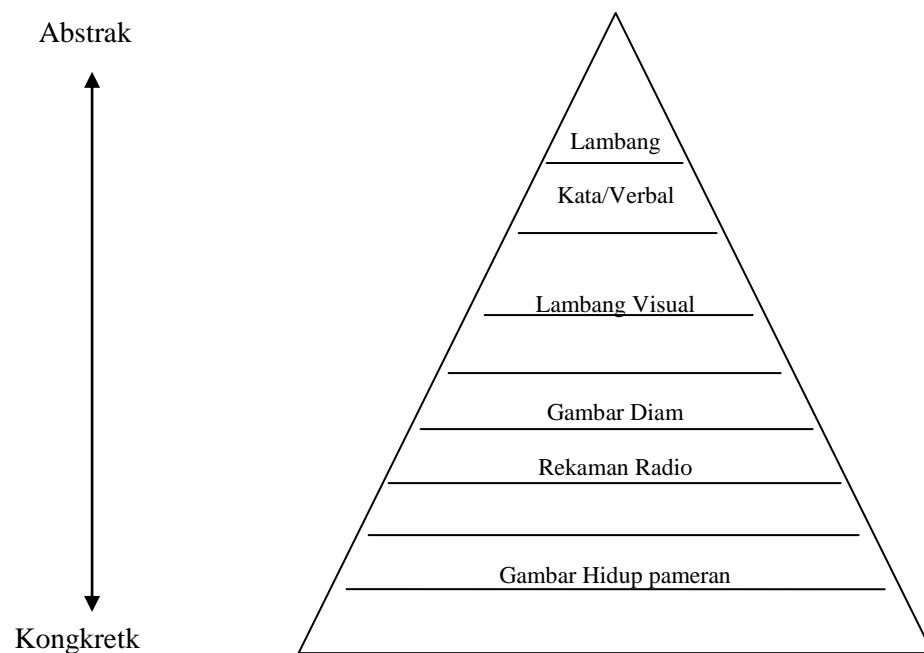 Abstrak
Lambang
Kata/Verbal
Lambang Visual
Gambar Diam
Rekaman Radio
Gambar Hidup pameran
Kongkretk